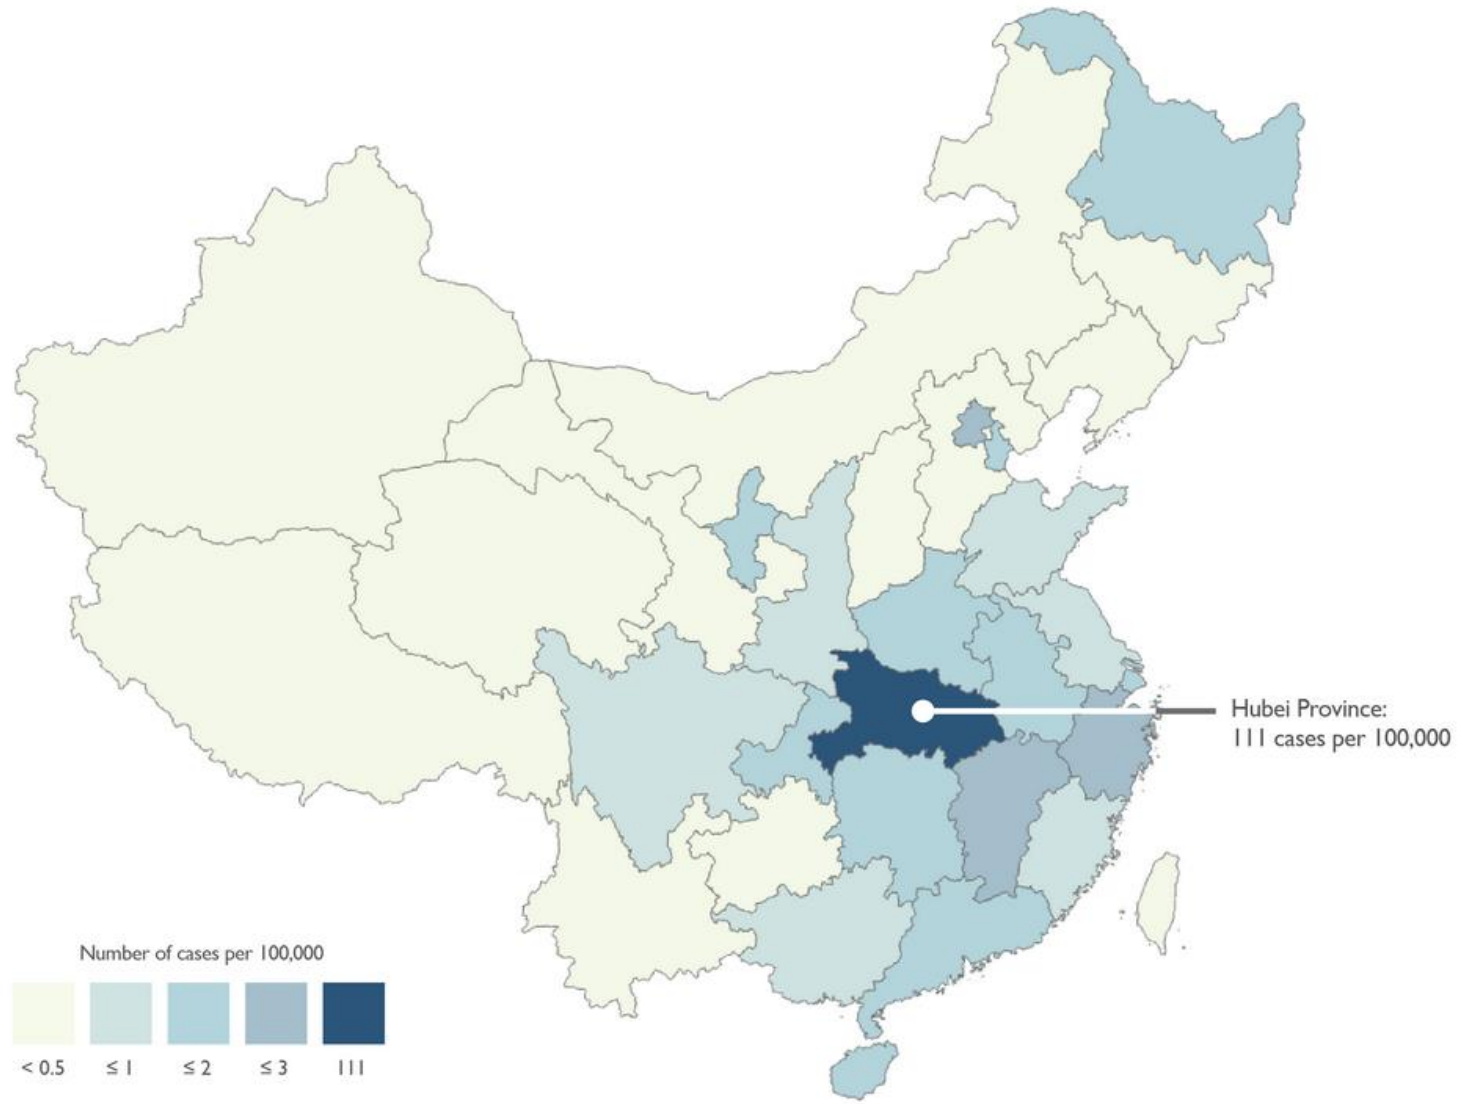 Hubei Province:
111 cases per 100,000
Number of cases per 100,000
< 0.5
≤ 1
≤ 2
≤ 3
111